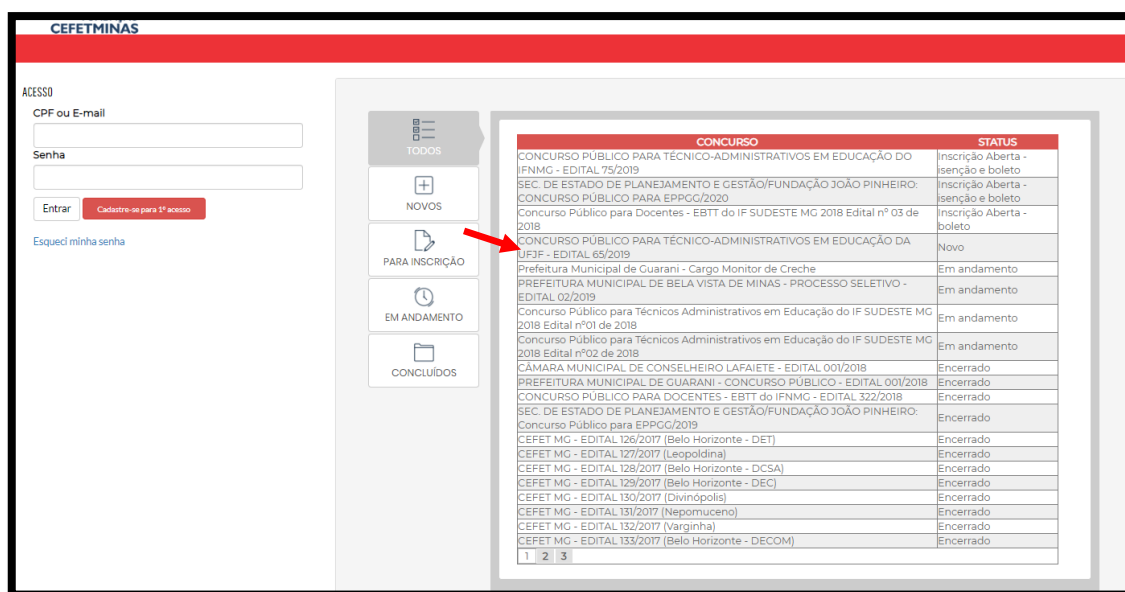 CEFETMINAS
ACESSO
CPF ou E-mail
Senha
Entrar
Cadastre-se para 1º acesso
Esqueci minha senha
TODOS
NOVOS
PARA INSCRIÇÃO
EM ANDAMENTO
CONCLUÍDOS
CONCURSO STATUS
CONCURSO PÚBLICO PARA TÉCNICO-ADMINISTRATIVOS EM EDUCAÇÃO DO Inscrição Aberta -
IFNMG - EDITAL 75/2019 isenção e boleto
SEC. DE ESTADO DE PLANEJAMENTO E GESTÃO/FUNDAÇÃO JOÃO PINHEIRO: Inscrição Aberta -
CONCURSO PÚBLICO PARA EPPGG/2020 isenção e boleto
Concurso Público para Docentes - EBTT do IF SUDESTE MG 2018 Edital nº 03 de Inscrição Aberta -
2018 boleto
CONCURSO PÚBLICO PARA TÉCNICO-ADMINISTRATIVOS EM EDUCAÇÃO DA
UFJF - EDITAL 65/2019 Novo
Prefeitura Municipal de Guarani - Cargo Monitor de Creche Em andamento
PREFEITURA MUNICIPAL DE BELA VISTA DE MINAS - PROCESSO SELETIVO -
EDITAL 02/2019 Em andamento
Concurso Público para Técnicos Administrativos em Educação do IF SUDESTE MG
2018 Edital nº01 de 2018 Em andamento
Concurso Público para Técnicos Administrativos em Educação do IF SUDESTE MG
2018 Edital nº02 de 2018 Em andamento
CÂMARA MUNICIPAL DE CONSELHEIRO LAFAIETE - EDITAL 001/2018 Encerrado
PREFEITURA MUNICIPAL DE GUARANI - CONCURSO PÚBLICO - EDITAL 001/2018 Encerrado
CONCURSO PÚBLICO PARA DOCENTES - EBTT do IFNMG - EDITAL 322/2018 Encerrado
SEC. DE ESTADO DE PLANEJAMENTO E GESTÃO/FUNDAÇÃO JOÃO PINHEIRO:
Concurso Público para EPPGG/2019 Encerrado
CEFET MG - EDITAL 126/2017 (Belo Horizonte - DET) Encerrado
CEFET MG - EDITAL 127/2017 (Leopoldina) Encerrado
CEFET MG - EDITAL 128/2017 (Belo Horizonte - DCSA) Encerrado
CEFET MG - EDITAL 129/2017 (Belo Horizonte - DEC) Encerrado
CEFET MG - EDITAL 130/2017 (Divinópolis) Encerrado
CEFET MG - EDITAL 131/2017 (Nepomuceno) Encerrado
CEFET MG - EDITAL 132/2017 (Varginha) Encerrado
CEFET MG - EDITAL 133/2017 (Belo Horizonte - DECOM) Encerrado
1 2 3